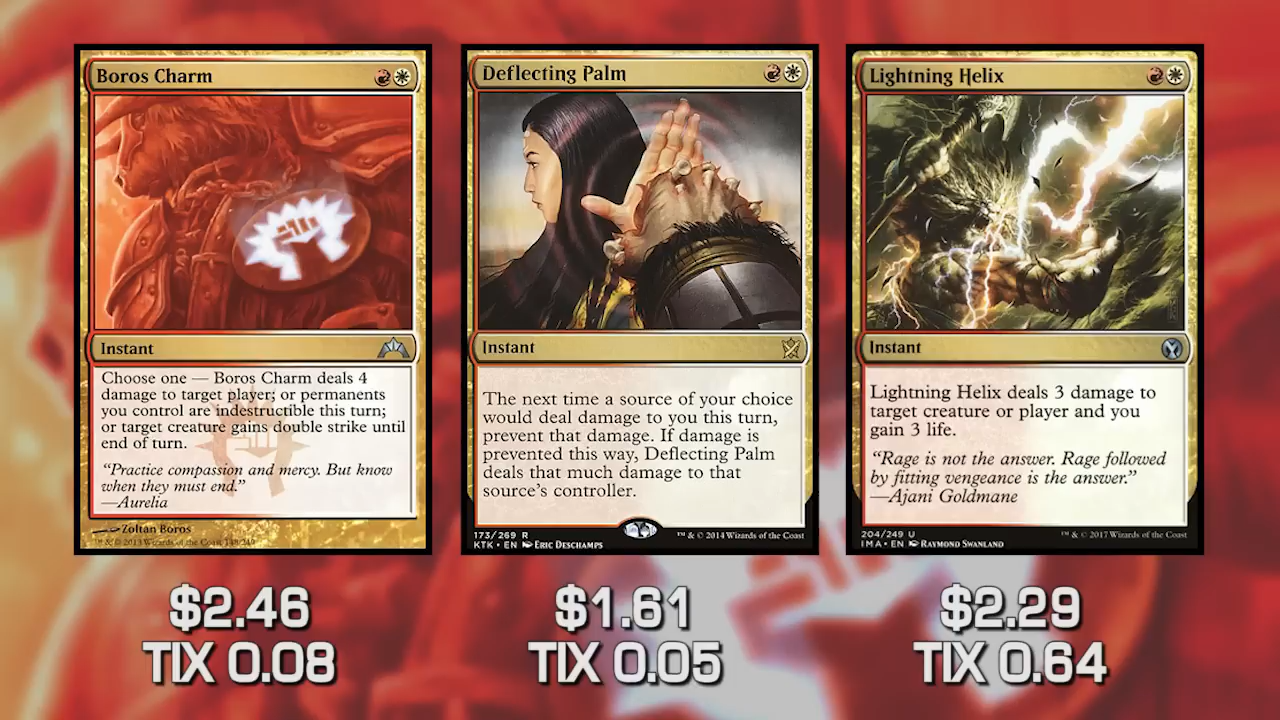 Boros Charm
Instant
Choose one — Boros Charm deals 4
damage to target player; or permanents
you control are indestructible this turn;
or target creature gains double strike until
end of turn.
“Practice compassion and mercy. But know
when they must end.”
—Aurelia
Zoltan Boros
™ & © 2013 Wizards of the Coast 148/249
$2.46
TIX 0.08
Deflecting Palm
Instant
The next time a source of your choice
would deal damage to you this turn,
prevent that damage. If damage is
prevented this way, Deflecting Palm
deals that much damage to that
source’s controller.
173/269 R
KTK • EN Eric Deschamps
™ & © 2014 Wizards of the Coast
$1.61
TIX 0.05
Lightning Helix
Instant
Lightning Helix deals 3 damage to
target creature or player and you
gain 3 life.
“Rage is not the answer. Rage followed
by fitting vengeance is the answer.”
—Ajani Goldmane
204/249 U
IMA • EN Raymond Swanland
™ & © 2017 Wizards of the Coast
$2.29
TIX 0.64